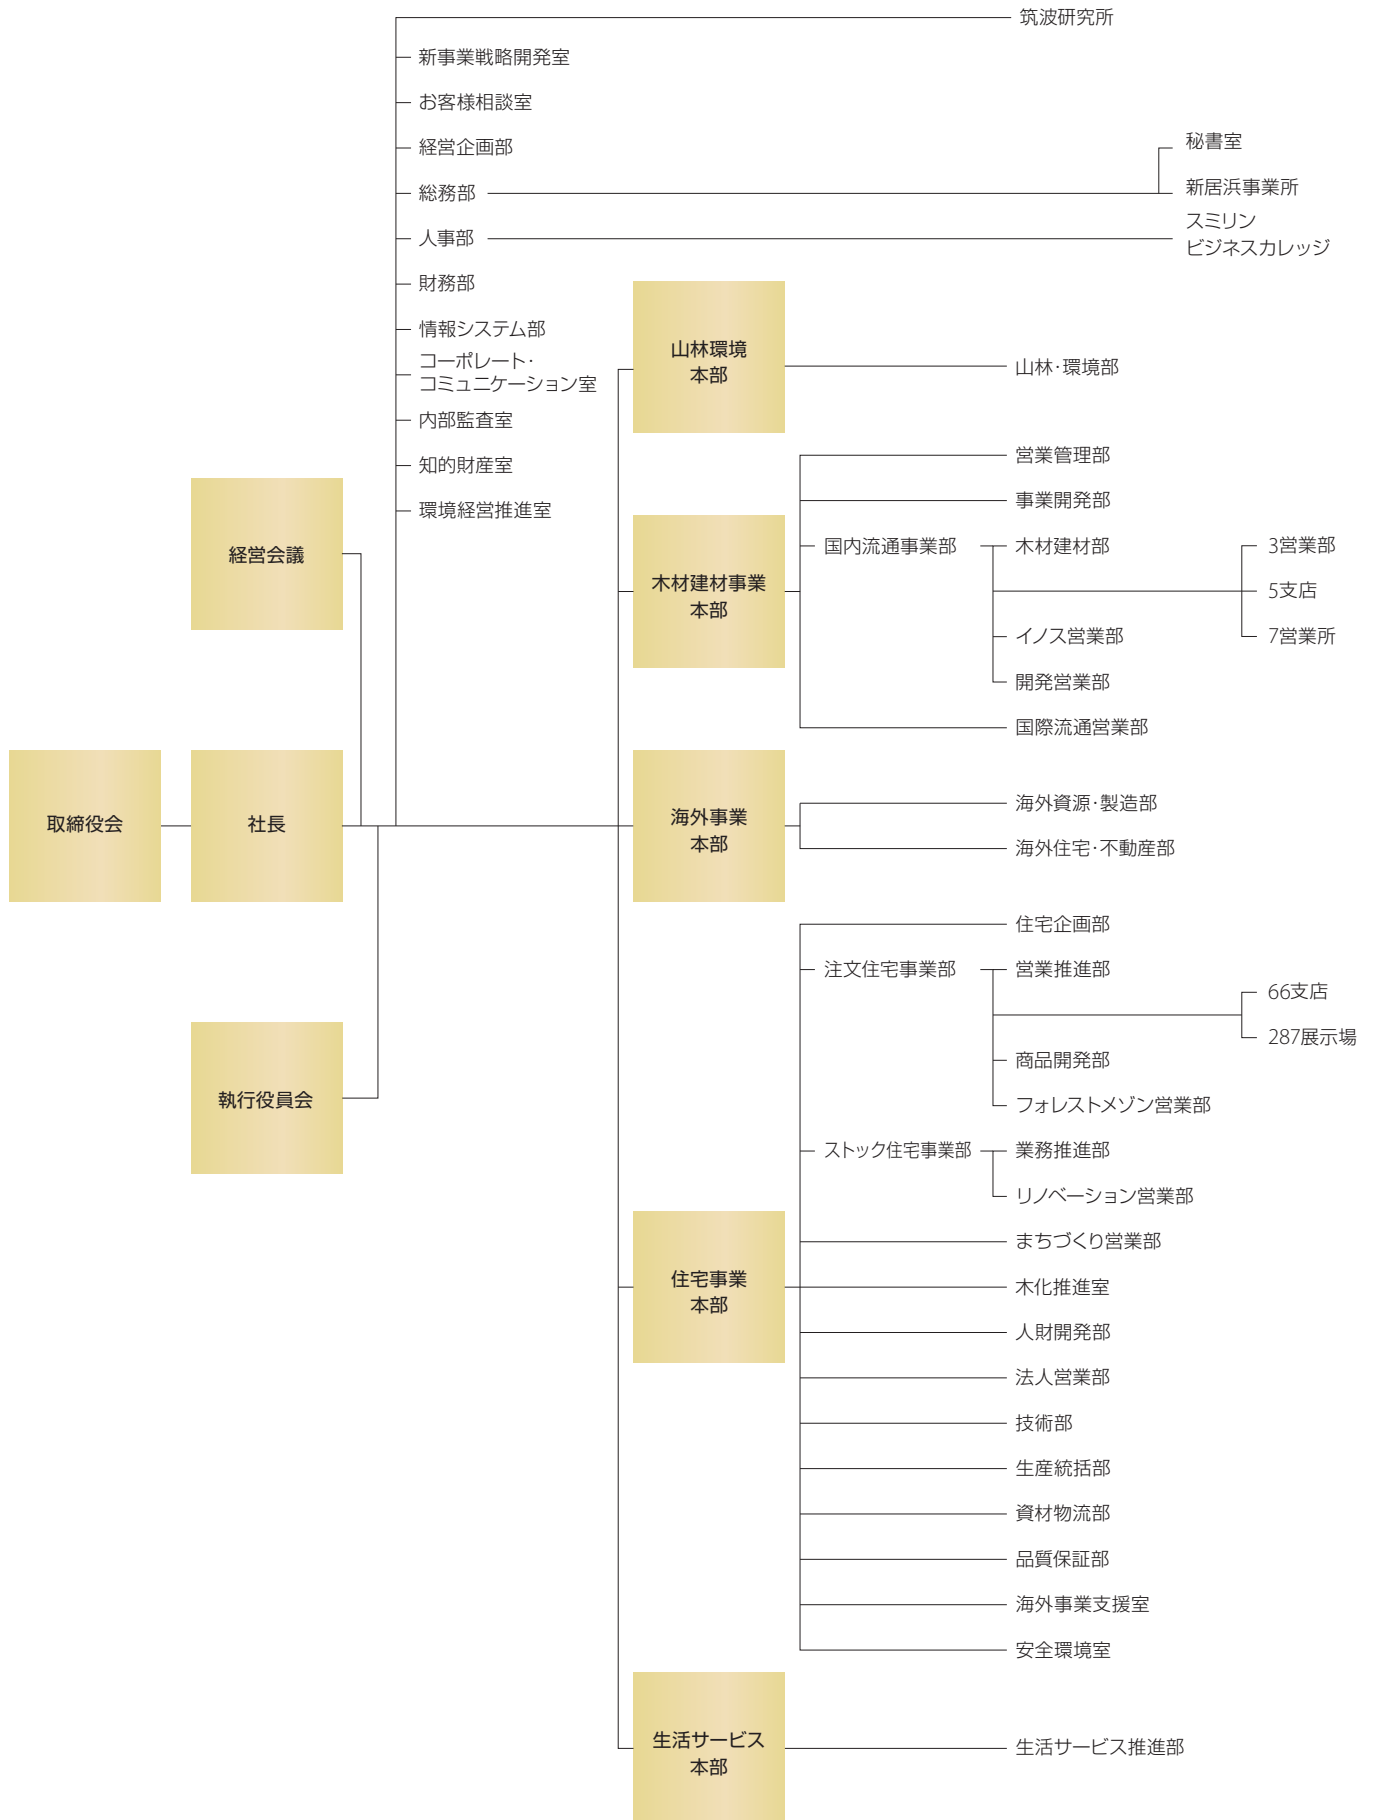 筑波研究所
新事業戦略開発室
お客様相談室
経営企画部
秘書室
総務部
新居浜事業所
人事部
スミリン
ビジネスカレッジ
財務部
情報システム部
コーポレート・
コミュニケーション室
内部監査室
知的財産室
環境経営推進室
経営会議
取締役会
社長
執行役員会
山林環境
本部
山林・環境部
木材建材事業
本部
営業管理部
事業開発部
国内流通事業部
木材建材部
3営業部
5支店
7営業所
イノス営業部
開発営業部
国際流通営業部
海外事業
本部
海外資源・製造部
海外住宅・不動産部
住宅事業
本部
住宅企画部
注文住宅事業部
営業推進部
66支店
287展示場
商品開発部
フォレストメゾン営業部
ストック住宅事業部
業務推進部
リノベーション営業部
まちづくり営業部
木化推進室
人財開発部
法人営業部
技術部
生産統括部
資材物流部
品質保証部
海外事業支援室
安全環境室
生活サービス
本部
生活サービス推進部